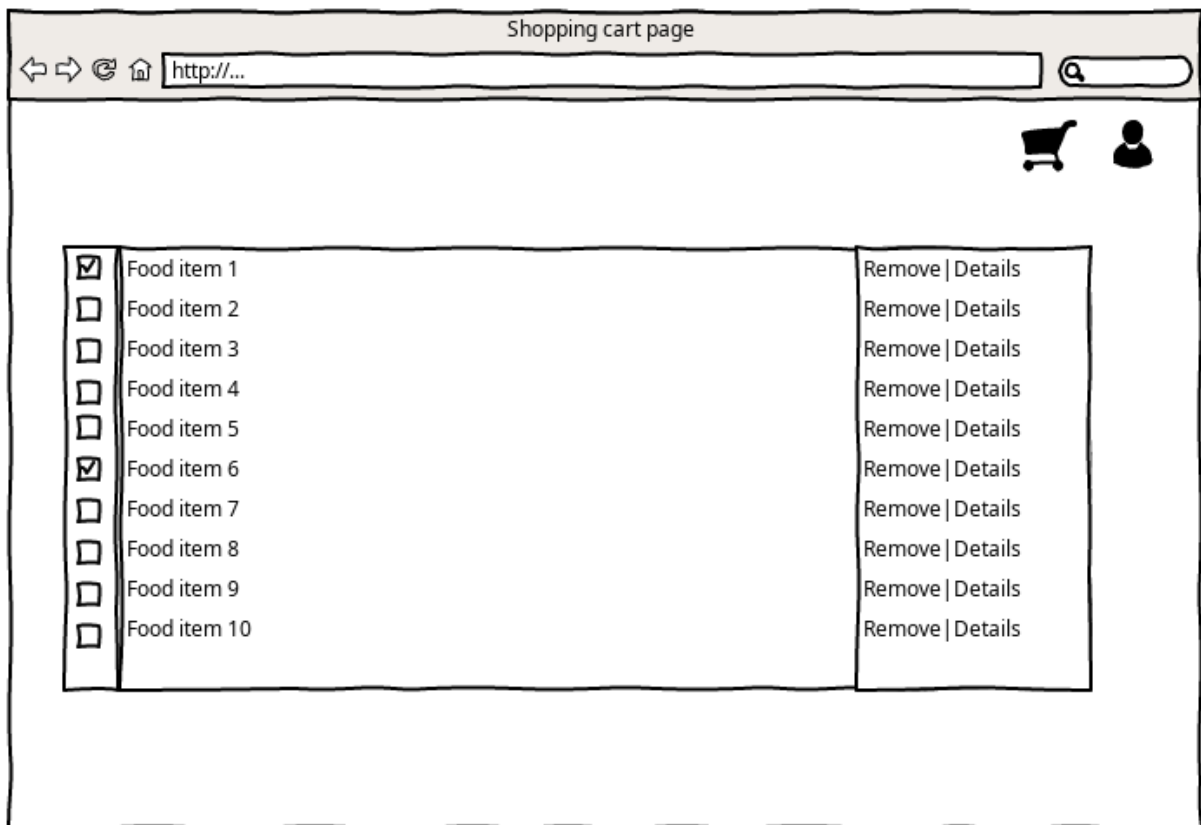 Shopping cart page
http://...
Food item 1 Remove|Details
Food item 2 Remove|Details
Food item 3 Remove|Details
Food item 4 Remove|Details
Food item 5 Remove|Details
Food item 6 Remove|Details
Food item 7 Remove|Details
Food item 8 Remove|Details
Food item 9 Remove|Details
Food item 10 Remove|Details